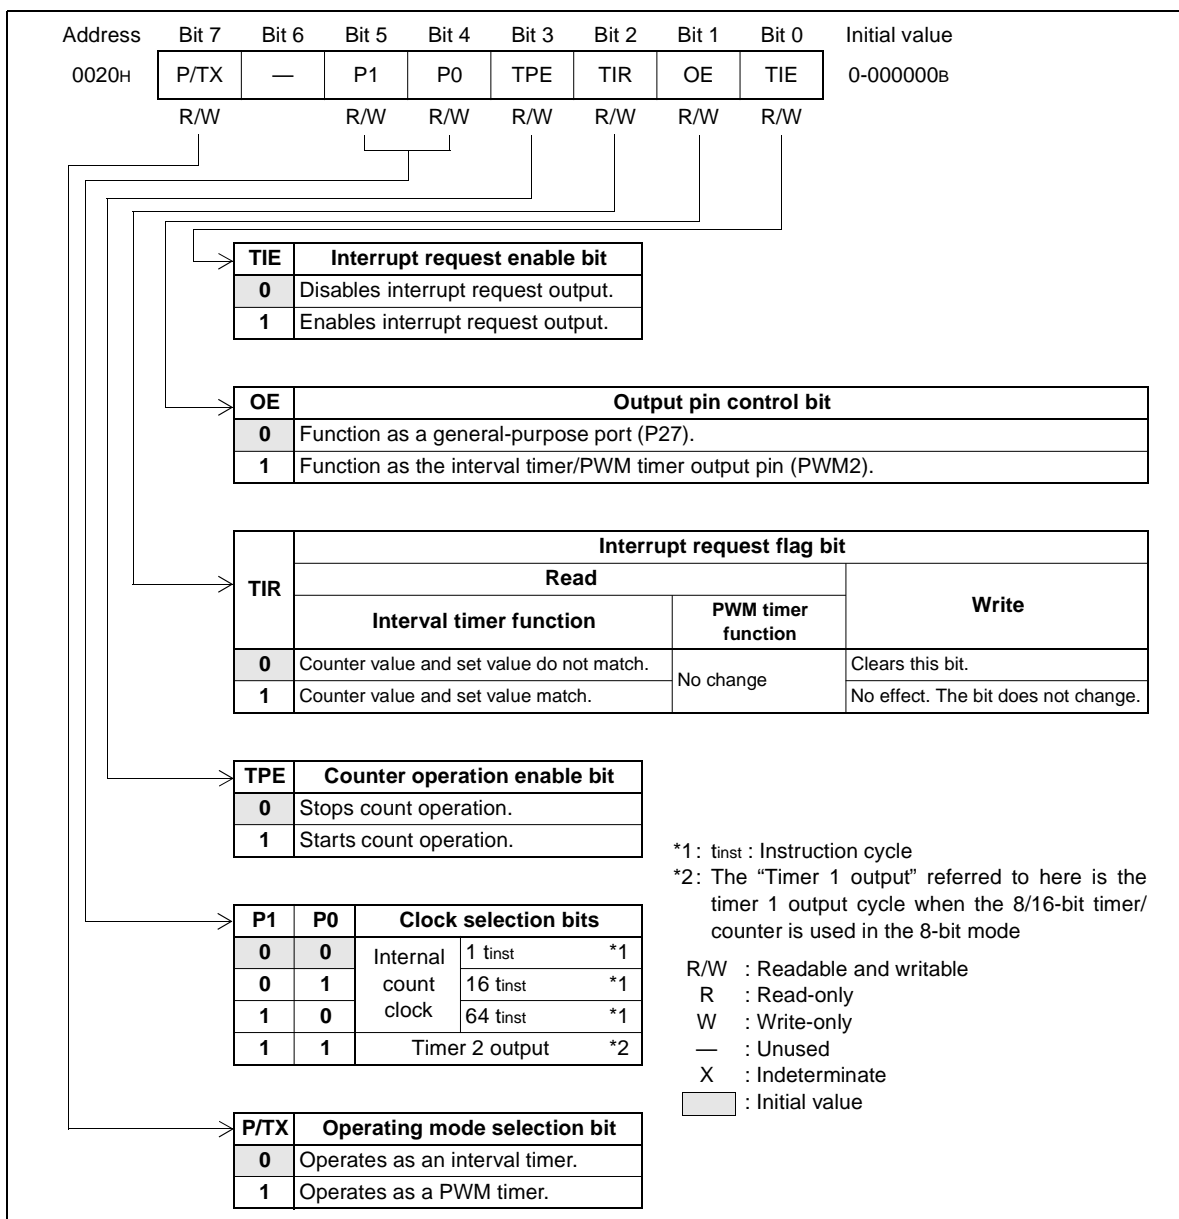 Address Bit 7 Bit 6 Bit 5 Bit 4 Bit 3 Bit 2 Bit 1 Bit 0 Initial value
0020H P/TX — P1 P0 TPE TIR OE TIE 0-000000B
R/W R/W R/W R/W R/W R/W R/W
TIE Interrupt request enable bit
0 Disables interrupt request output.
1 Enables interrupt request output.
OE Output pin control bit
0 Function as a general-purpose port (P27).
1 Function as the interval timer/PWM timer output pin (PWM2).
TIR Interrupt request flag bit
Read Write
Interval timer function PWM timer function
0 Counter value and set value do not match. No change Clears this bit.
1 Counter value and set value match. No effect. The bit does not change.
TPE Counter operation enable bit
0 Stops count operation.
1 Starts count operation.
*1: tinst : Instruction cycle
*2: The “Timer 1 output” referred to here is the
timer 1 output cycle when the 8/16-bit timer/
counter is used in the 8-bit mode
P1 P0 Clock selection bits
0 0 Internal count clock 1 tinst *1
0 1 16 tinst *1
1 0 64 tinst *1
1 1 Timer 2 output *2
R/W : Readable and writable
R : Read-only
W : Write-only
— : Unused
X : Indeterminate
: Initial value
P/TX Operating mode selection bit
0 Operates as an interval timer.
1 Operates as a PWM timer.